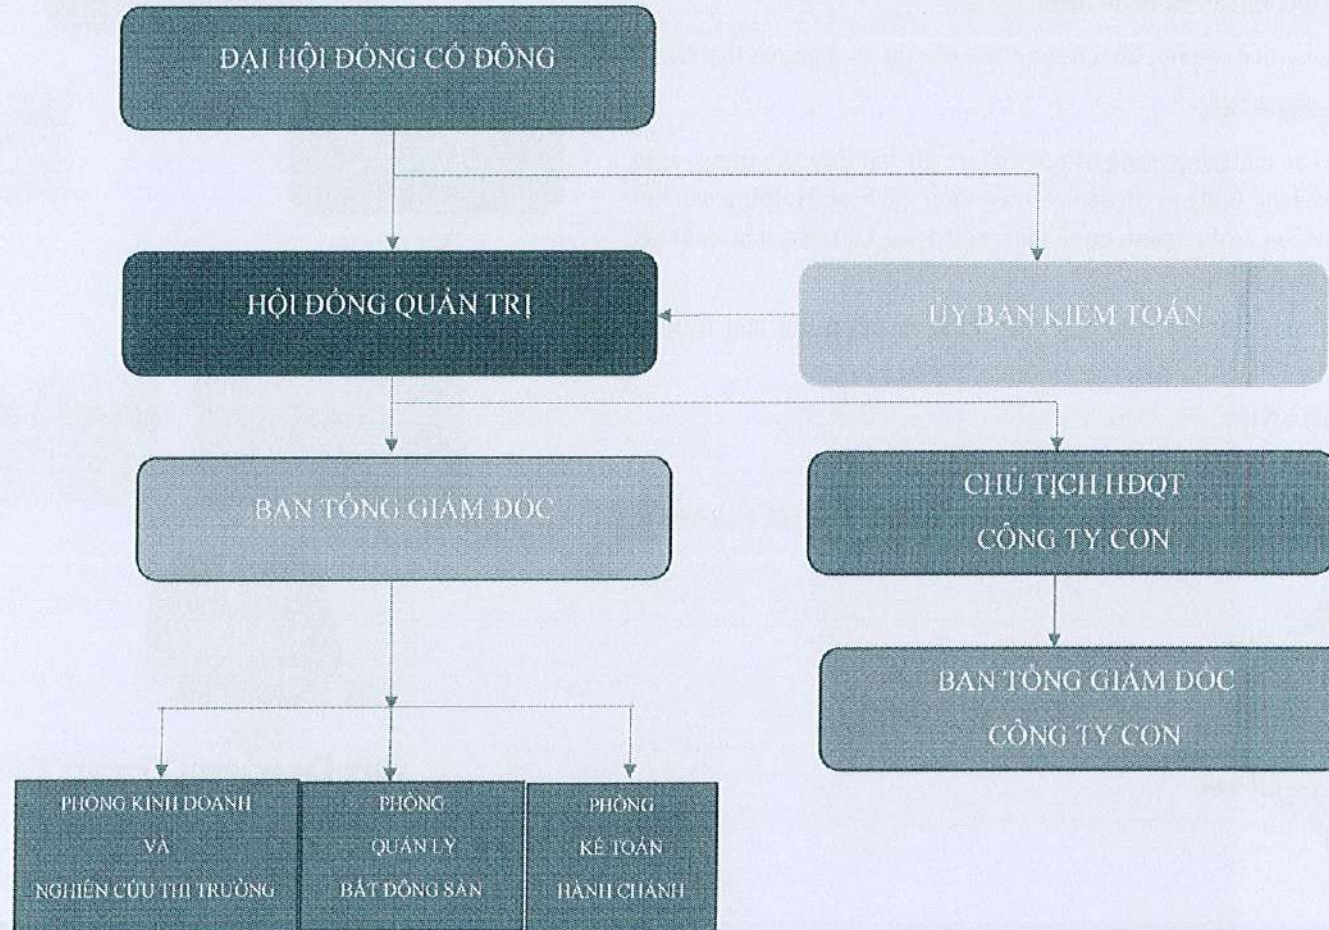 ĐẠI HỘI ĐỒNG CỔ ĐÔNG
HỘI ĐỒNG QUẢN TRỊ
ỦY BAN KIỂM TOÁN
BAN TỔNG GIÁM ĐỐC
CHỦ TỊCH HĐQT
CÔNG TY CON
BAN TỔNG GIÁM ĐỐC
CÔNG TY CON
PHÒNG KINH DOANH
VÀ
NGHIÊN CỨU THỊ TRƯỜNG
PHÒNG
QUẢN LÝ
BẤT ĐỘNG SẢN
PHÒNG
KẾ TOÁN
HÀNH CHÁNH